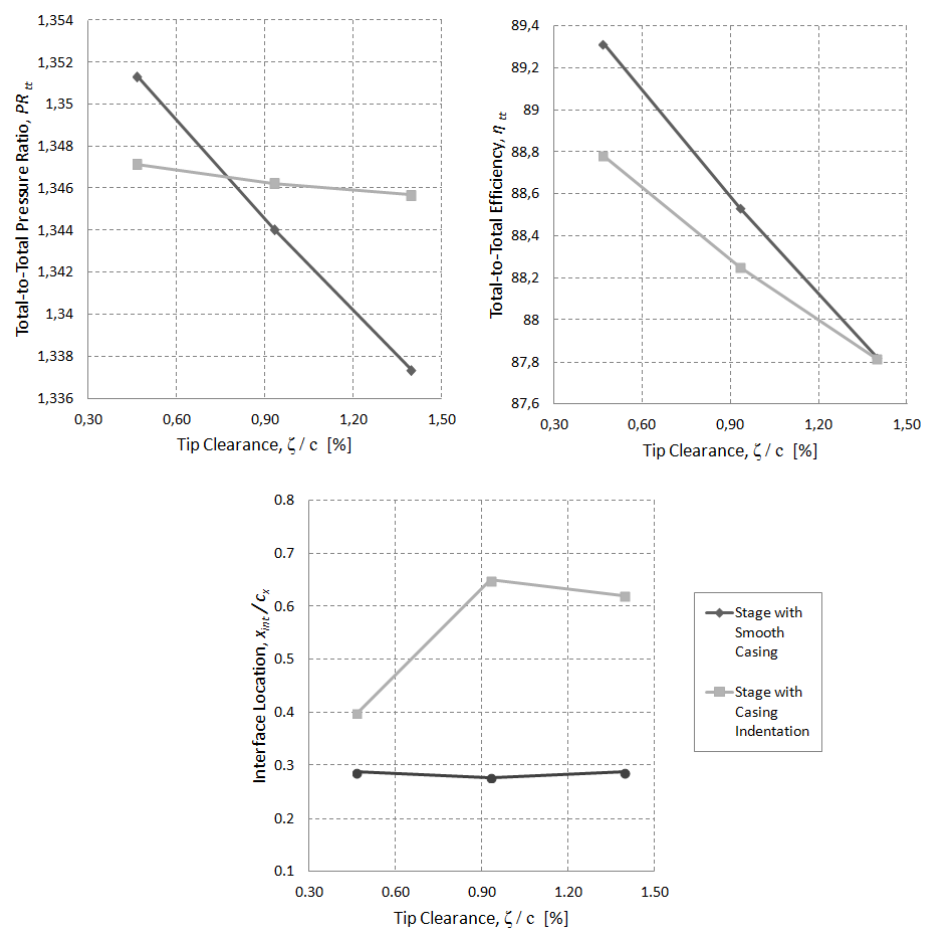 Total-to-Total Pressure Ratio, PR tt
1,354
1,352
1,35
1,348
1,346
1,344
1,342
1,34
1,338
1,336
0,30 0,60 0,90 1,20 1,50
Tip Clearance, ζ / c [%]
Total-to-Total Efficiency, η tt
89,4
89,2
89
88,8
88,6
88,4
88,2
88
87,8
87,6
0,30 0,60 0,90 1,20 1,50
Tip Clearance, ζ / c [%]
Interface Location, x int / c x
0.8
0.7
0.6
0.5
0.4
0.3
0.2
0.1
0.30 0.60 0.90 1.20 1.50
Tip Clearance, ζ / c [%]
Stage with
Smooth
Casing
Stage with
Casing
Indentation